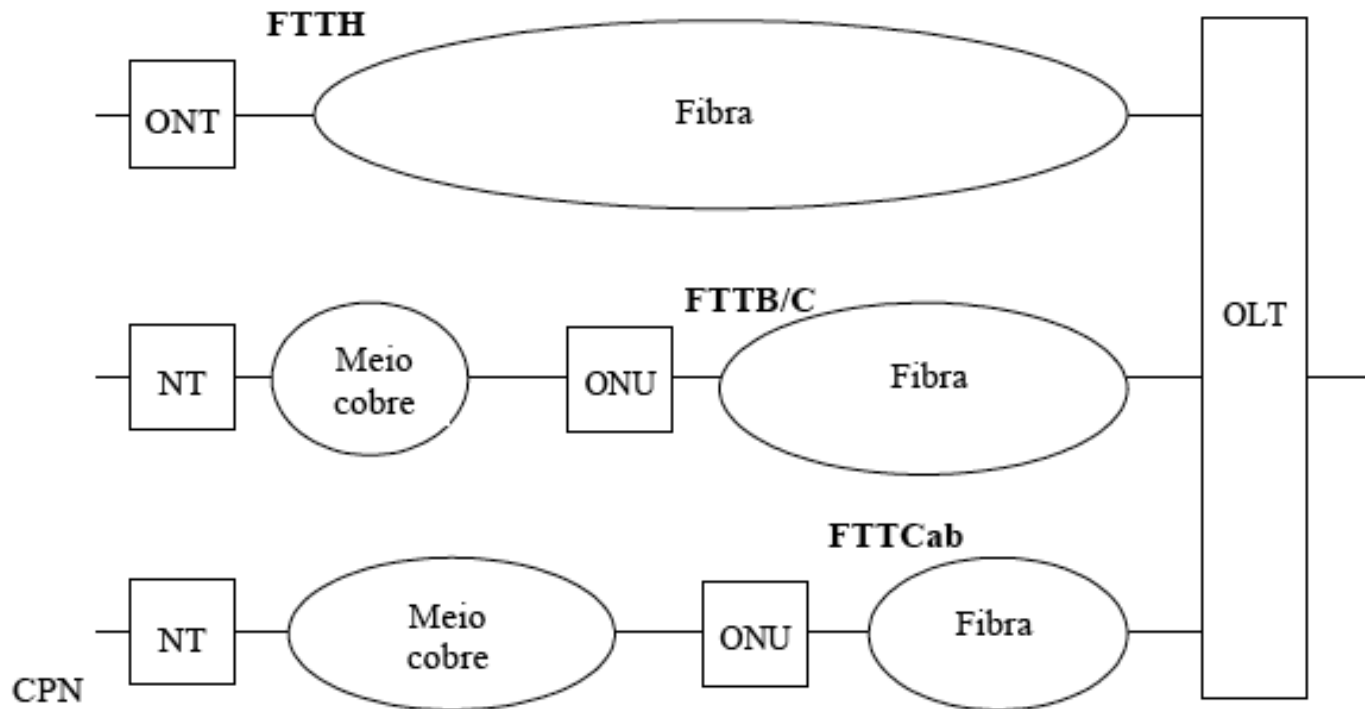 FTTH
ONT
Fibra
FTTB/C
OLT
NT
Meio
cobre
ONU
Fibra
FTTCab
NT
Meio
cobre
ONU
Fibra
CPN